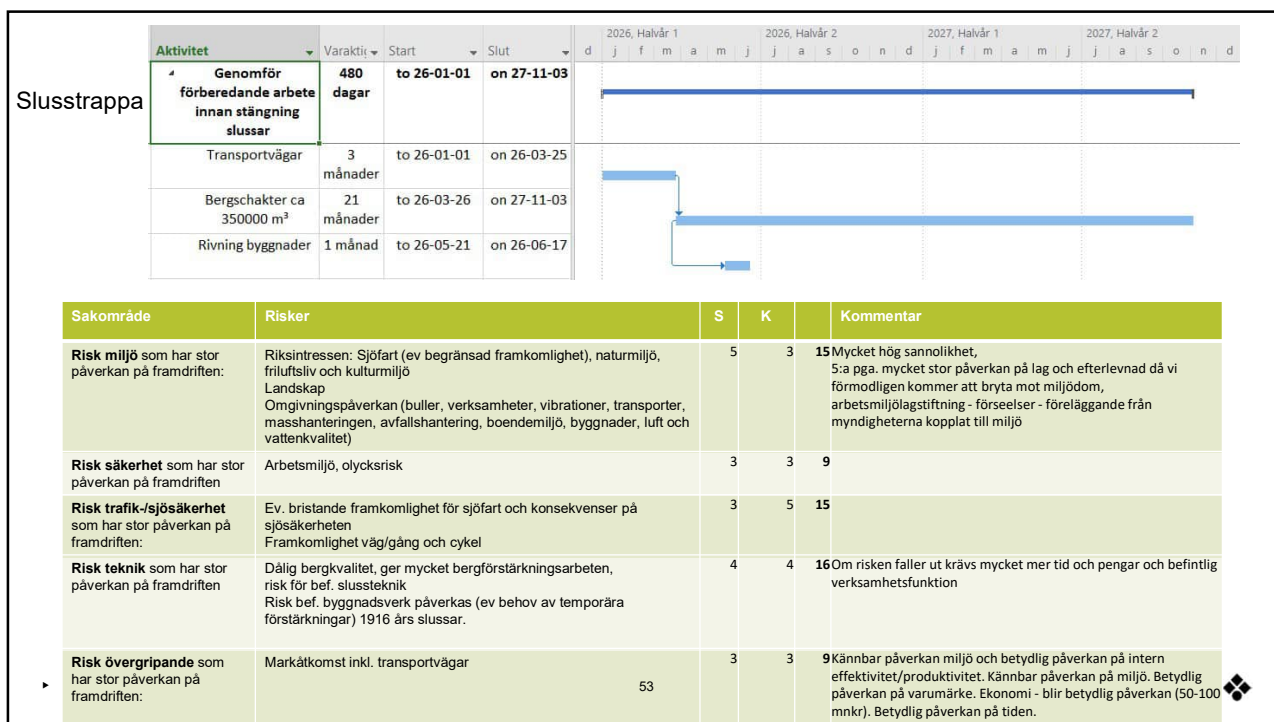 Slusstrappa
2026, Halvår 1 2026, Halvår 2 2027, Halvår 1 2027, Halvår 2
Aktivitet Varaktig Start Slut d j f m a m j j a s o n d j f m a m j j a s o n d
Genomför
förberedande arbete
innan stängning
slussar
480
dagar
to 26-01-01 on 27-11-03
Transportvägar 3
månader
to 26-01-01 on 26-03-25
Bergschakter ca
350000 m³
21
månader
to 26-03-26 on 27-11-03
Rivning byggnader 1 månad to 26-05-21 on 26-06-17
Sakområde Risker S K Kommentar
Risk miljö som har stor
påverkan på framdriften:
Riksintressen: Sjöfart (ev begränsad framkomlighet), naturmiljö,
friluftsliv och kulturmiljö
Landskap
Omgivningspåverkan (buller, verksamheter, vibrationer, transporter,
masshanteringen, avfallshantering, boendemiljö, byggnader, luft och
vattenkvalitet)
5 3 15 Mycket hög sannolikhet,
5:a pga. mycket stor påverkan på lag och efterlevnad då vi
förmodligen kommer att bryta mot miljödom,
arbetsmiljölagstiftning - förseelser - föreläggande från
myndigheterna kopplat till miljö
Risk säkerhet som har stor
påverkan på framdriften
Arbetsmiljö, olycksrisk
3 3 9
Risk trafik-/sjösäkerhet
som har stor påverkan på
framdriften:
Ev. bristande framkomlighet för sjöfart och konsekvenser på
sjösäkerheten
Framkomlighet väg/gång och cykel
3 5 15
Risk teknik som har stor
påverkan på framdriften
Dålig bergkvalitet, ger mycket bergförstärkningsarbeten,
risk för bef. slussteknik
Risk bef. byggnadsverk påverkas (ev behov av temporära
förstärkningar) 1916 års slussar.
4 4 16 Om risken faller ut krävs mycket mer tid och pengar och befintlig
verksamhetsfunktion
Risk övergripande som
har stor påverkan på
framdriften:
Markåtkomst inkl. transportvägar
3 3 9 Kännbar påverkan miljö och betydlig påverkan på intern
effektivitet/produktivitet. Kännbar påverkan på miljö. Betydlig
påverkan på varumärke. Ekonomi - blir betydlig påverkan (50-100
mnkr). Betydlig påverkan på tiden.
53